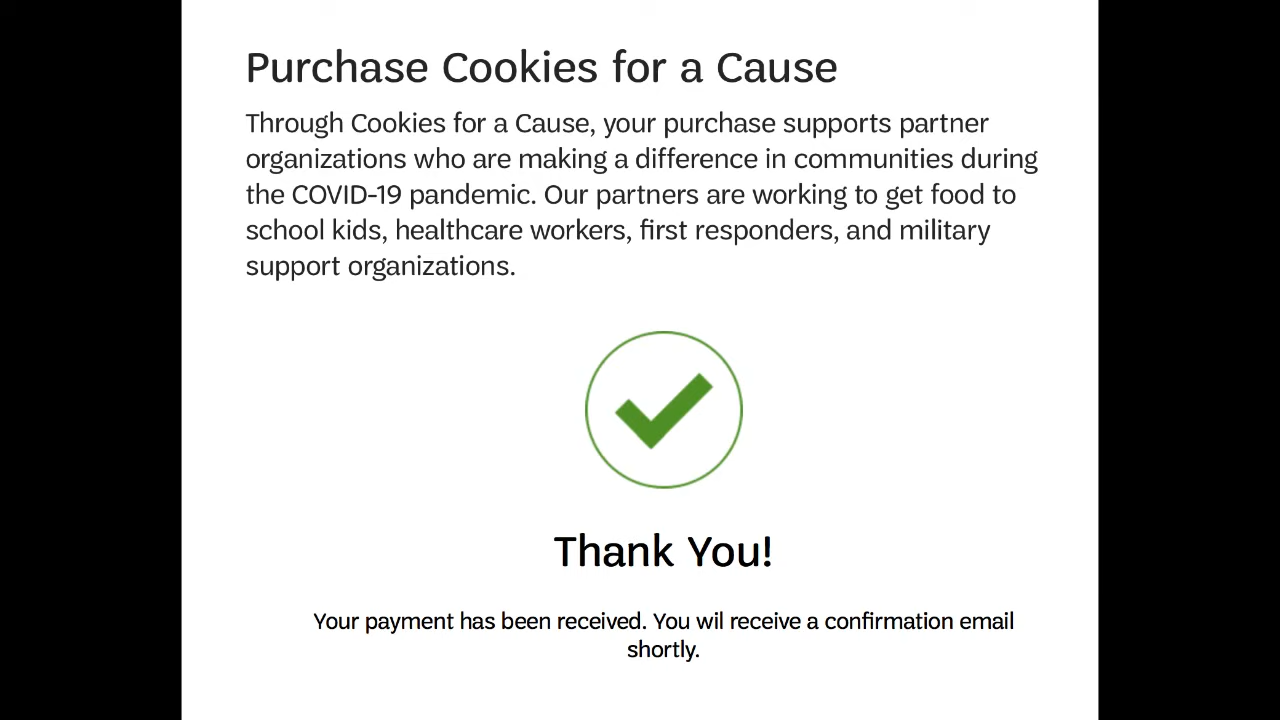 Purchase Cookies for a Cause
Through Cookies for a Cause, your purchase supports partner
organizations who are making a difference in communities during
the COVID-19 pandemic. Our partners are working to get food to
school kids, healthcare workers, first responders, and military
support organizations.
Thank You!
Your payment has been received. You wil receive a confirmation email
shortly.